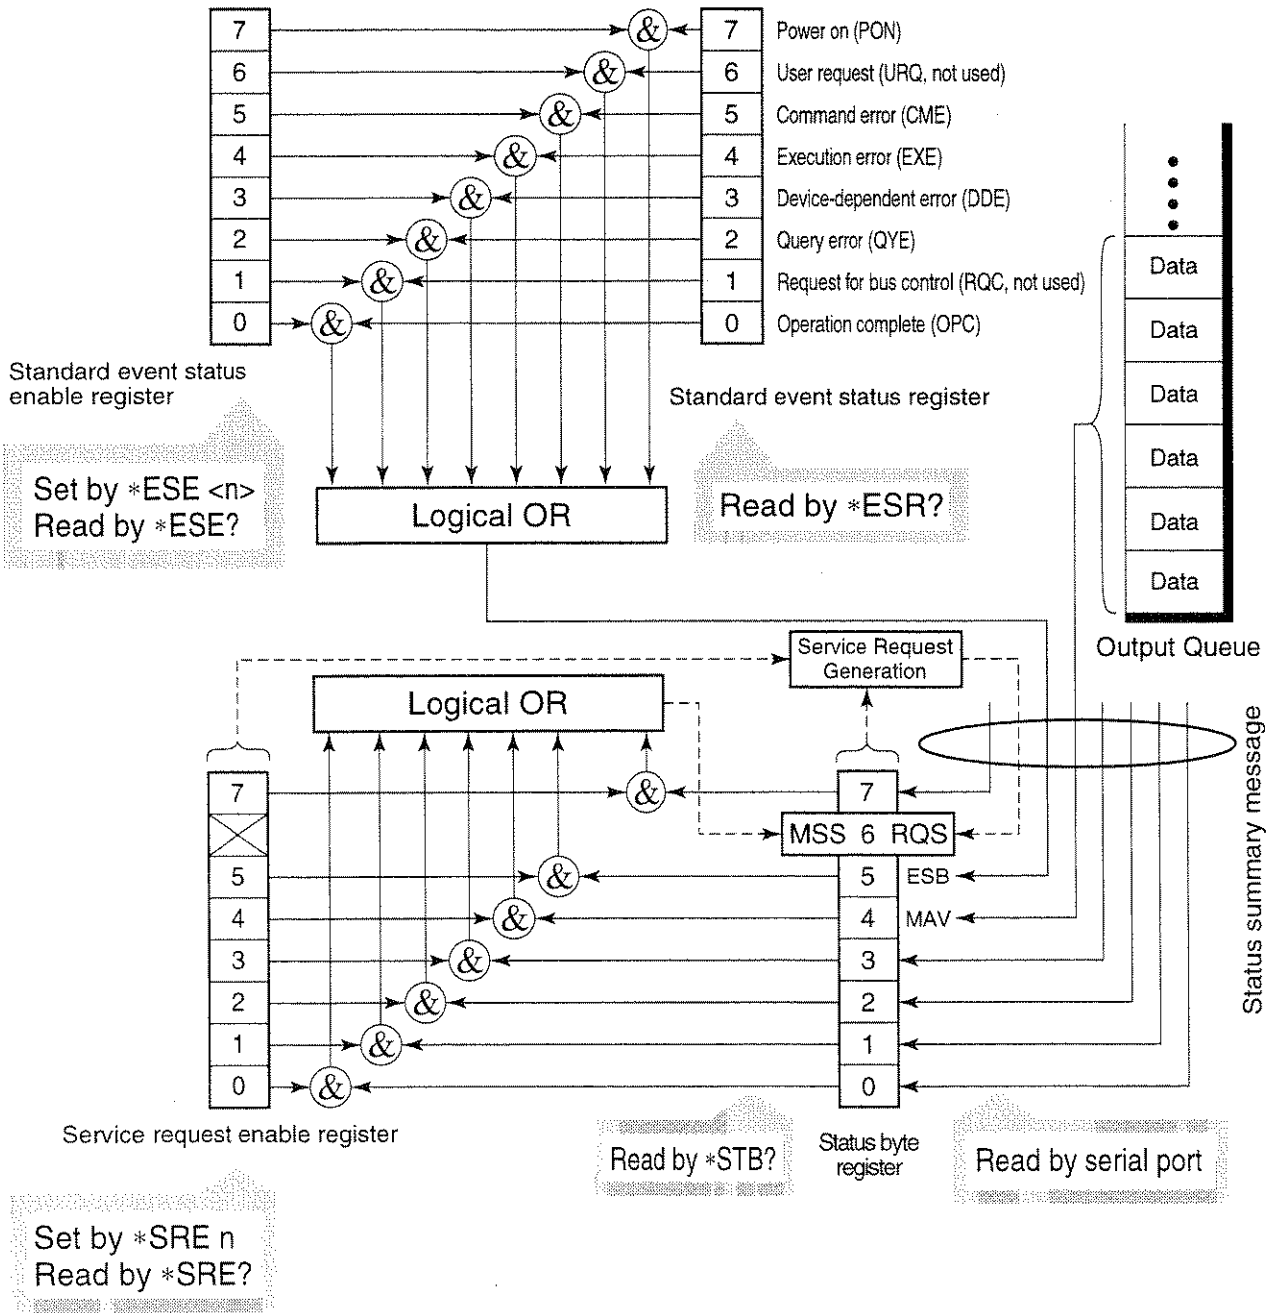 7 & 7 Power on (PON)
6 & 6 User request (URQ, not used)
5 & 5 Command error (CME)
4 & 4 Execution error (EXE)
3 & 3 Device-dependent error (DDE)
2 & 2 Query error (QYE)
1 & 1 Request for bus control (RQC, not used)
0 & 0 Operation complete (OPC)
Standard event status
enable register
Standard event status register
Set by *ESE <n>
Read by *ESE?
Logical OR
Read by *ESR?
Data
Data
Data
Data
Data
Data
Output Queue
Service Request
Generation
Logical OR
7 & 7
MSS 6 RQS
5 & 5 ESB
4 & 4 MAV
3 & 3
2 & 2
1 & 1
0 & 0
Status summary message
Service request enable register
Read by *STB?
Status byte
register
Read by serial port
Set by *SRE n
Read by *SRE?